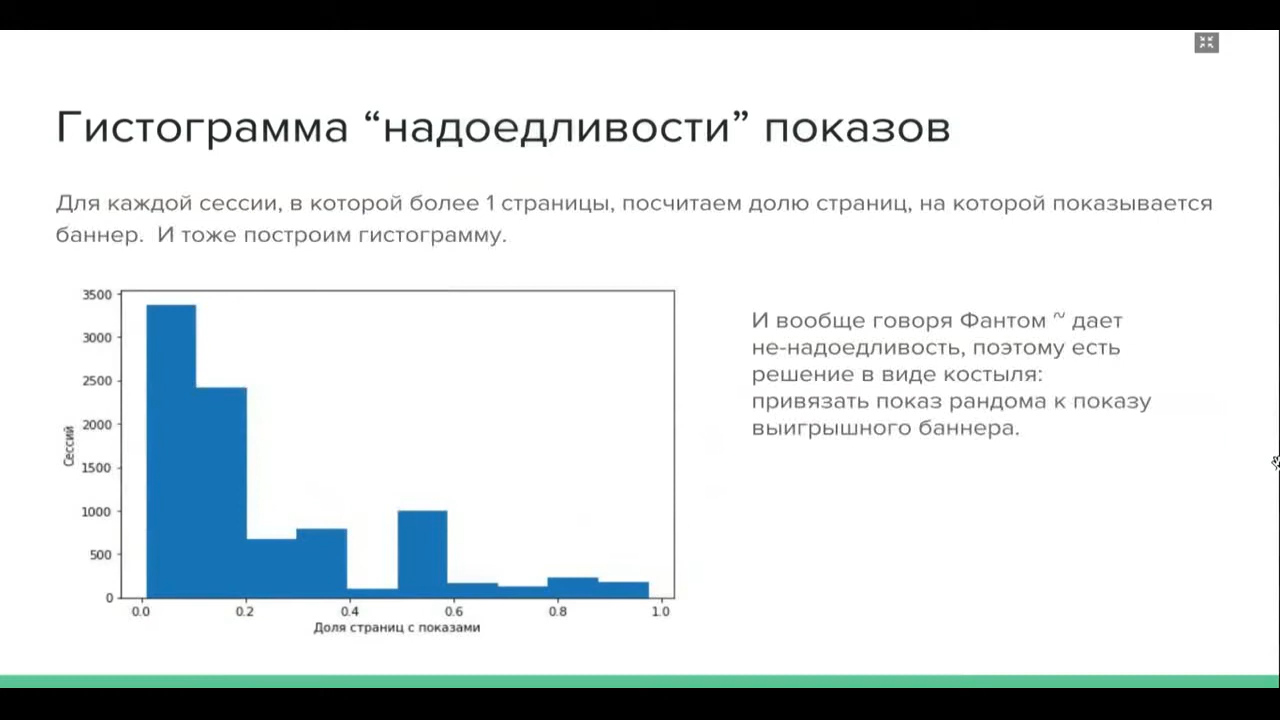 Гистограмма “надоедливости” показов
Для каждой сессии, в которой более 1 страницы, посчитаем долю страниц, на которой показывается
баннер. И тоже построим гистограмму.
3500
3000
2500
2000
1500
1000
500
0
Сессий
0.0 0.2 0.4 0.6 0.8 1.0
Доля страниц с показами
И вообще говоря Фантом ~ дает
не-надоедливость, поэтому есть
решение в виде костыля:
привязать показ рандома к показу
выигрышного баннера.